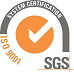 SYSTEM CERTIFICATION
ISO 9001
SGS